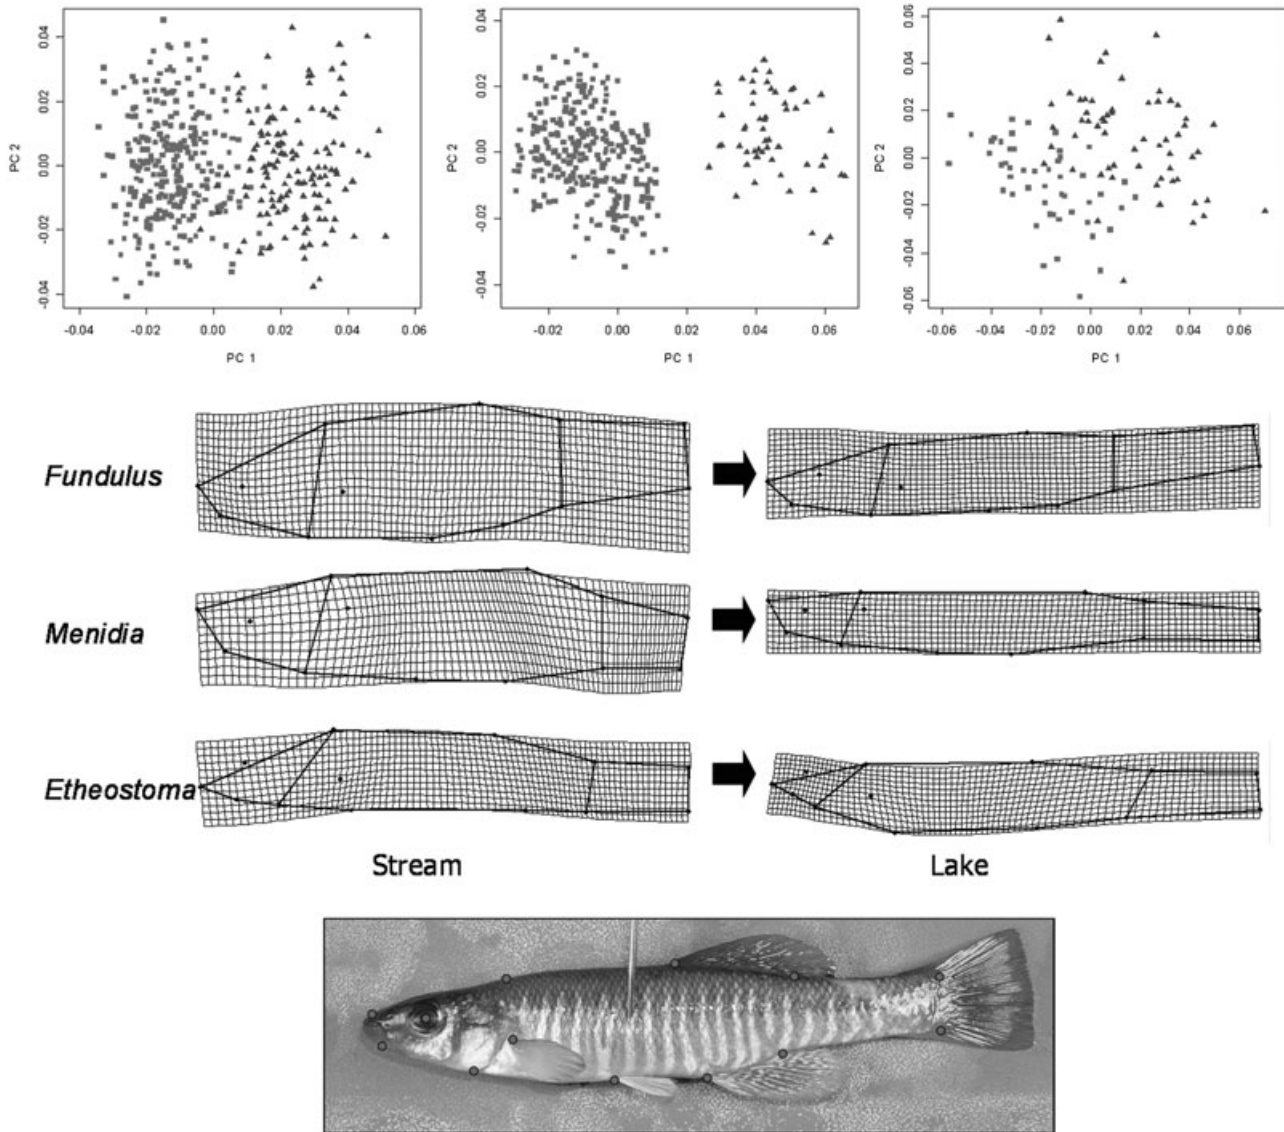 0.04
0.02
0.00
-0.02
-0.04
PC 2
-0.04 -0.02 0.00 0.02 0.04 0.06
PC 1
0.04
0.02
0.00
-0.02
-0.04
PC 2
-0.02 0.00 0.02 0.04 0.06
PC 1
0.06
0.04
0.02
0.00
-0.02
-0.04
-0.06
PC 2
-0.06 -0.04 -0.02 0.00 0.02 0.04 0.06
PC 1
Fundulus
Menidia
Etheostoma
Stream Lake